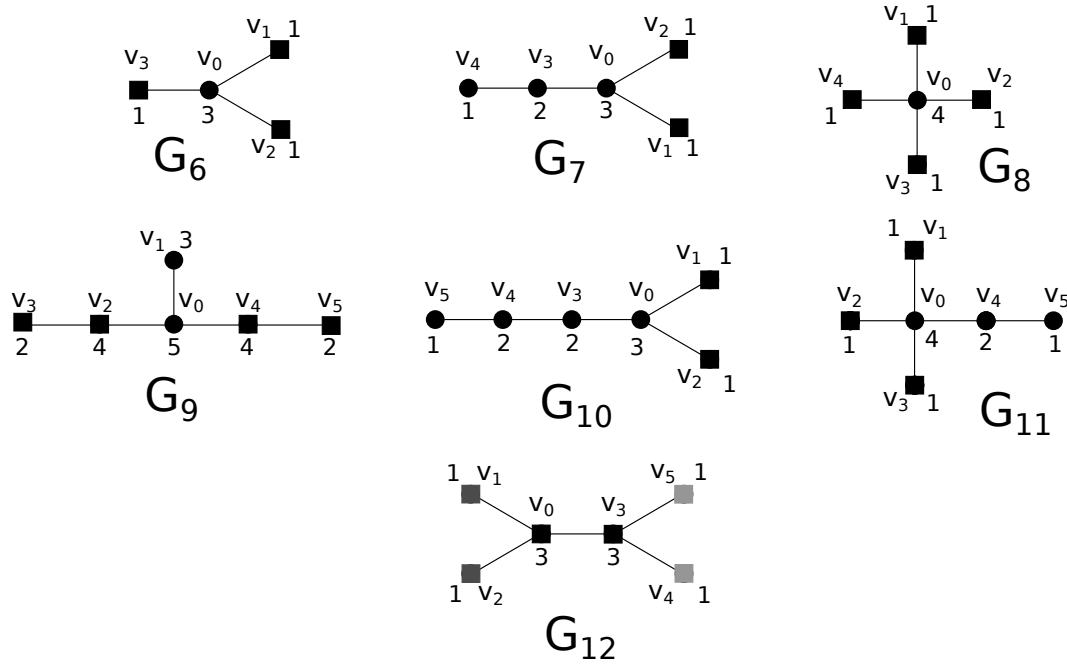 v₁ 1
v₃ v₀
1 3
v₂ 1
G₆
v₂ 1
v₄ v₃ v₀
1 2 3
v₁ 1
G₇
v₁ 1
v₄ v₀ v₂
1 4 1
v₃ 1
G₈
v₁ 3
v₃ v₂ v₀ v₄ v₅
2 4 5 4 2
G₉
v₁ 1
v₅ v₄ v₃ v₀
1 2 2 3
v₂ 1
G₁₀
1 v₁
v₂ v₀ v₄ v₅
1 4 2 1
v₃ 1
G₁₁
1 v₁ v₅ 1
v₀ v₃
3 3
1 v₂ v₄ 1
G₁₂